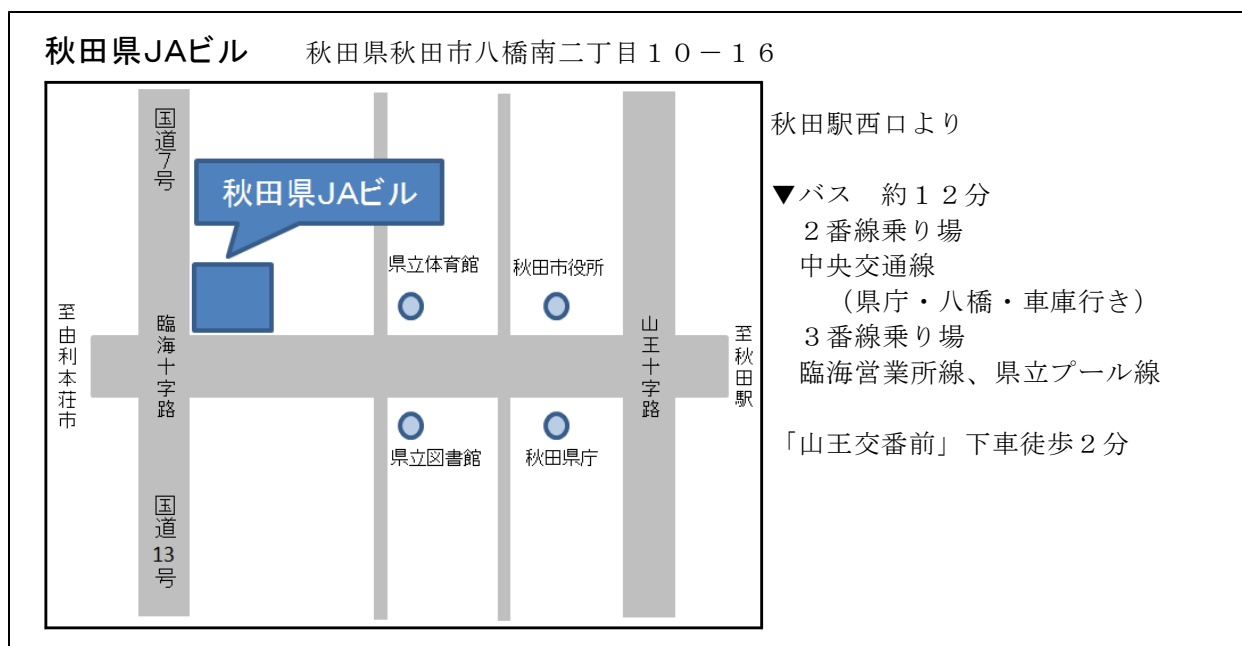 秋田県JAビル　秋田県秋田市八橋南二丁目１０－１６
国道7号
秋田県JAビル
県立体育館
秋田市役所
至由利本荘市
臨海十字路
山王十字路
至秋田駅
県立図書館
秋田県庁
国道13号
秋田駅西口より
▼バス　約１２分
２番線乗り場
中央交通線
（県庁・八橋・車庫行き）
３番線乗り場
臨海営業所線、県立プール線
「山王交番前」下車徒歩２分